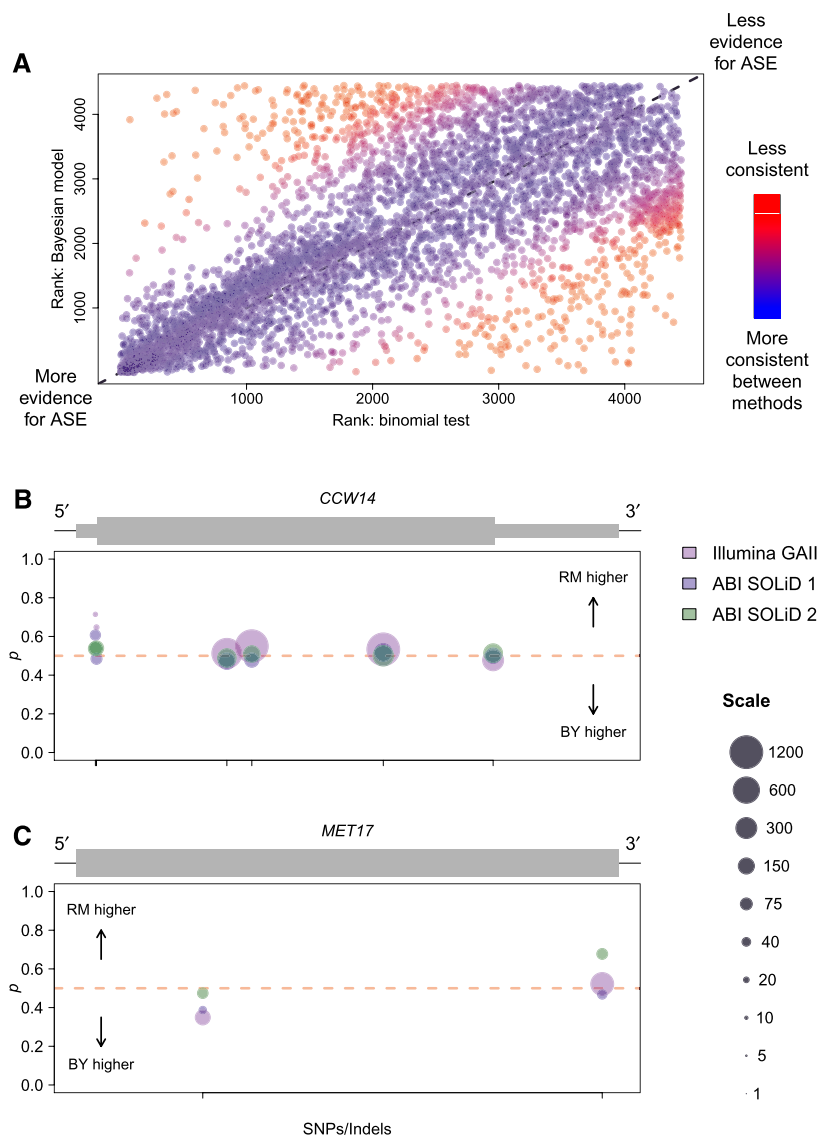 A
Less
evidence
for ASE
Rank: Bayesian model
4000
3000
2000
1000
1000
2000
3000
4000
Rank: binomial test
More
evidence
for ASE
Less
consistent
More
consistent
between
methods
B
CCW14
5′
3′
1.0
0.8
0.6
0.4
0.2
0.0
p
RM higher
BY higher
Illumina GAII
ABI SOLiD 1
ABI SOLiD 2
C
MET17
5′
3′
1.0
0.8
0.6
0.4
0.2
0.0
p
RM higher
BY higher
SNPs/Indels
Scale
1200
600
300
150
75
40
20
10
5
1